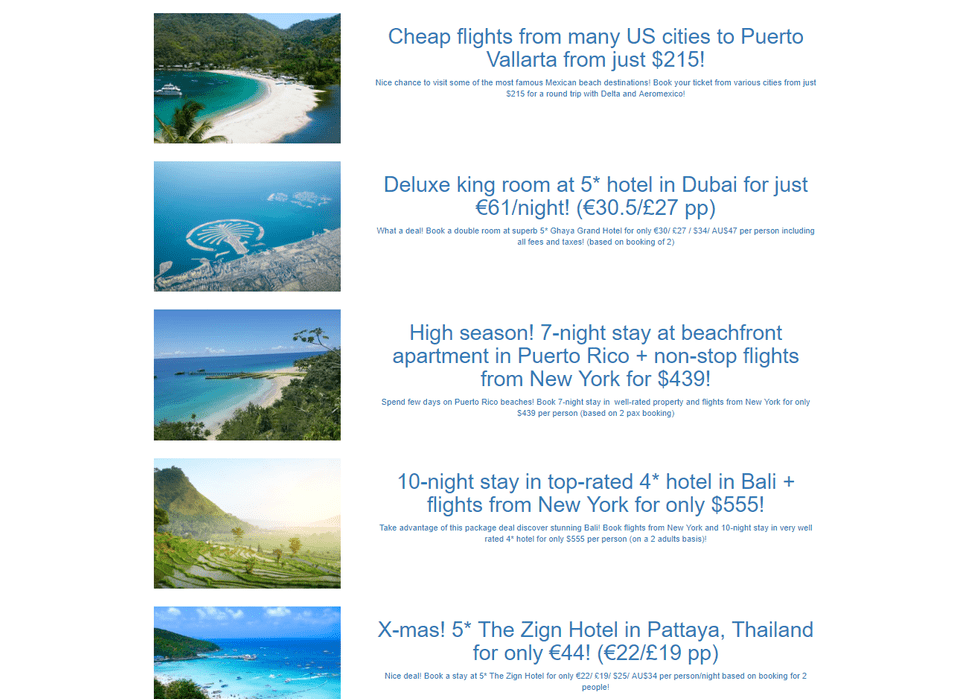 Cheap flights from many US cities to Puerto
Vallarta from just $215!
Nice chance to visit some of the most famous Mexican beach destinations! Book your ticket from various cities from just
$215 for a round trip with Delta and Aeromexico!
Deluxe king room at 5* hotel in Dubai for just
€61/night! (€30.5/£27 pp)
What a deal! Book a double room at superb 5* Ghaya Grand Hotel for only €30/ £27 / $34/ AU$47 per person including
all fees and taxes! (based on booking of 2)
High season! 7-night stay at beachfront
apartment in Puerto Rico + non-stop flights
from New York for $439!
Spend few days on Puerto Rico beaches! Book 7-night stay in  well-rated property and flights from New York for only
$439 per person (based on 2 pax booking)
10-night stay in top-rated 4* hotel in Bali +
flights from New York for only $555!
Take advantage of this package deal discover stunning Bali! Book flights from New York and 10-night stay in very well
rated 4* hotel for only $555 per person (on a 2 adults basis)!
X-mas! 5* The Zign Hotel in Pattaya, Thailand
for only €44! (€22/£19 pp)
Nice deal! Book a stay at 5* The Zign Hotel for only €22/ £19/ $25/ AU$34 per person/night based on booking for 2
people!